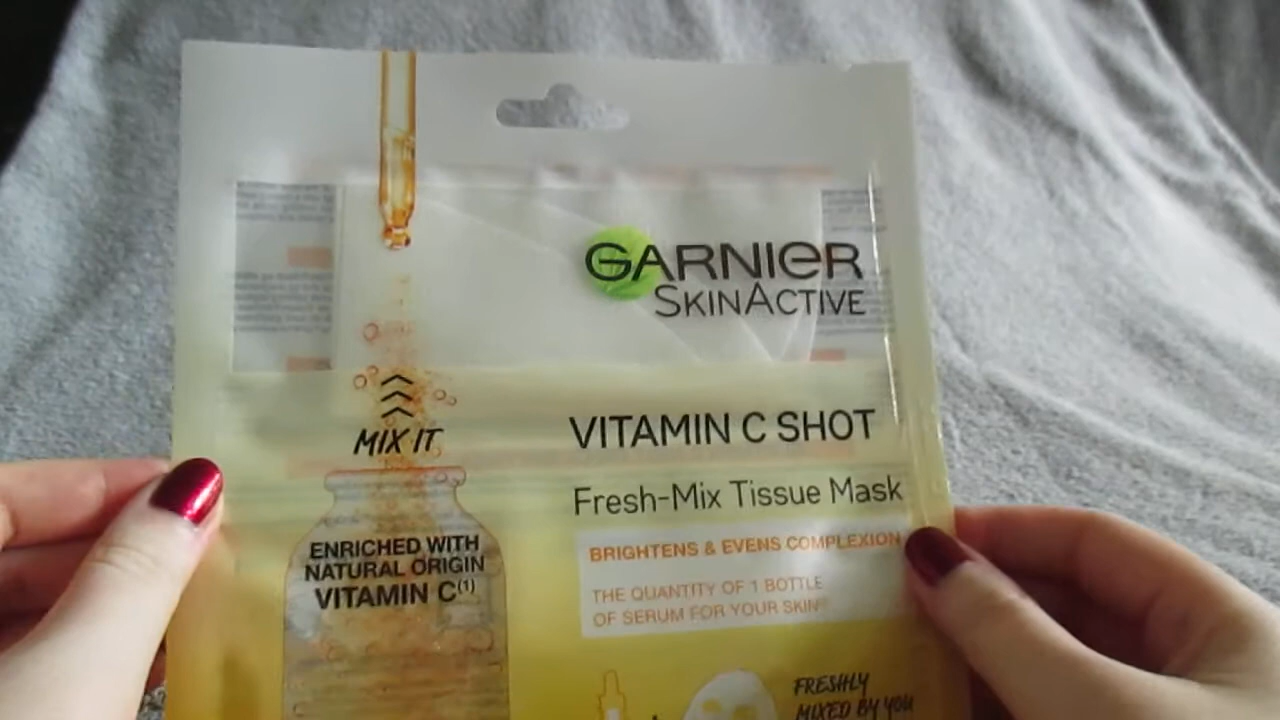 GARNIER
SKINACTIVE
MIX IT
VITAMIN C SHOT
Fresh-Mix Tissue Mask
ENRICHED WITH
NATURAL ORIGIN
VITAMIN C(1)
BRIGHTENS & EVENS COMPLEXION
THE QUANTITY OF 1 BOTTLE
OF SERUM FOR YOUR SKIN
FRESHLY
MIXED BY YOU